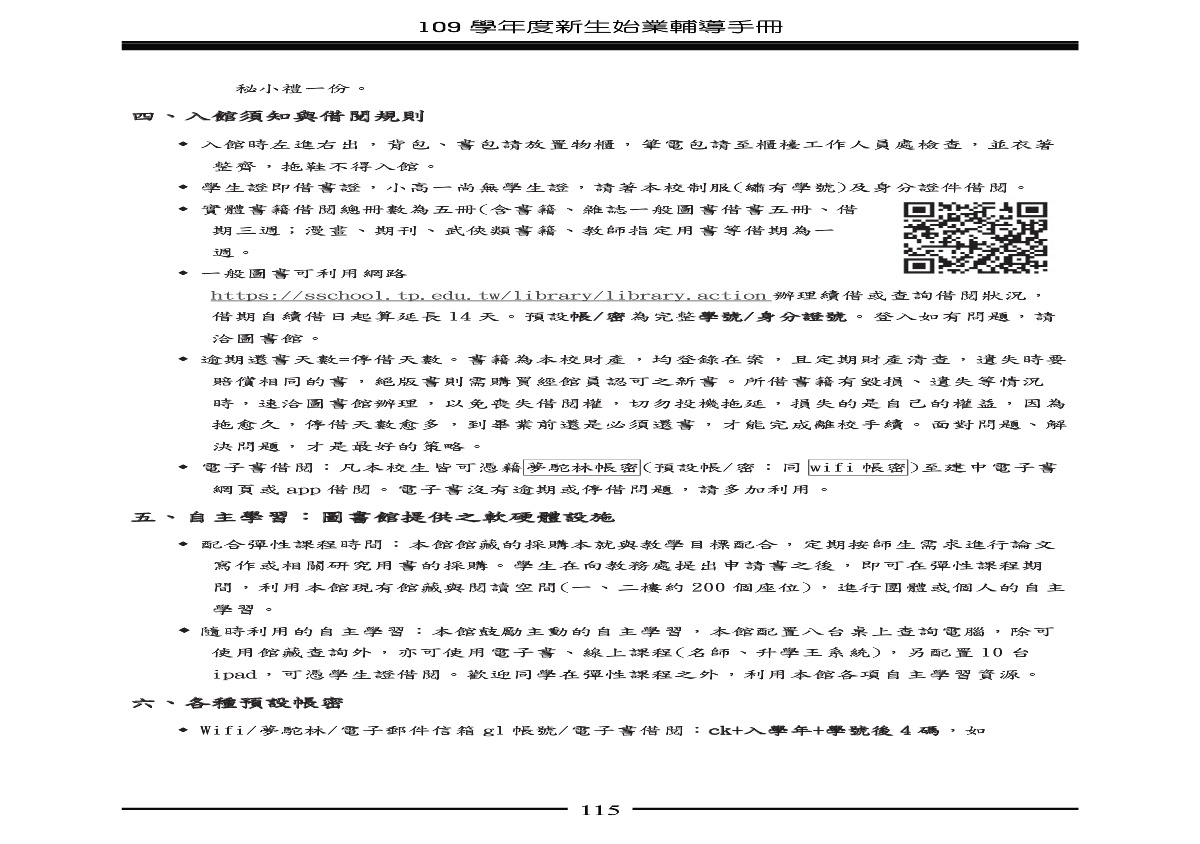 109 學年度新生始業輔導手冊
秘小禮一份。
四、入館須知與借閱規則
◆ 入館時左進右出，背包、書包請放置物櫃，筆電包請至櫃檯工作人員處檢查，並衣著
整齊，拖鞋不得入館。
◆ 學生證即借書證，小高一尚無學生證，請著本校制服(繡有學號)及身分證件借閱。
◆ 實體書籍借閱總冊數為五冊(含書籍、雜誌一般圖書借書五冊、借
期三週；漫畫、期刊、武俠類書籍、教師指定用書等借期為一
週。
◆ 一般圖書可利用網路
https://sschool.tp.edu.tw/library/library.action 辦理續借或查詢借閱狀況，
借期自續借日起算延長 14 天。預設帳/密為完整學號/身分證號。登入如有問題，請
洽圖書館。
◆ 逾期還書天數=停借天數。書籍為本校財產，均登錄在案，且定期財產清查，遺失時要
賠償相同的書，絕版書則需購買經館員認可之新書。所借書籍有毀損、遺失等情況
時，速洽圖書館辦理，以免喪失借閱權，切勿投機拖延，損失的是自己的權益，因為
拖愈久，停借天數愈多，到畢業前還是必須還書，才能完成離校手續。面對問題、解
決問題，才是最好的策略。
◆ 電子書借閱：凡本校生皆可憑藉夢駝林帳密(預設帳/密：同 wifi 帳密)至建中電子書
網頁或 app 借閱。電子書沒有逾期或停借問題，請多加利用。
五、自主學習：圖書館提供之軟硬體設施
◆ 配合彈性課程時間：本館館藏的採購本就與教學目標配合，定期按師生需求進行論文
寫作或相關研究用書的採購。學生在向教務處提出申請書之後，即可在彈性課程期
間，利用本館現有館藏與閱讀空間(一、二樓約 200 個座位)，進行團體或個人的自主
學習。
◆ 隨時利用的自主學習：本館鼓勵主動的自主學習，本館配置八台桌上查詢電腦，除可
使用館藏查詢外，亦可使用電子書、線上課程(名師、升學王系統)，另配置 10 台
ipad，可憑學生證借閱。歡迎同學在彈性課程之外，利用本館各項自主學習資源。
六、各種預設帳密
◆ Wifi/夢駝林/電子郵件信箱 gl 帳號/電子書借閱：ck+入學年+學號後 4 碼，如
115